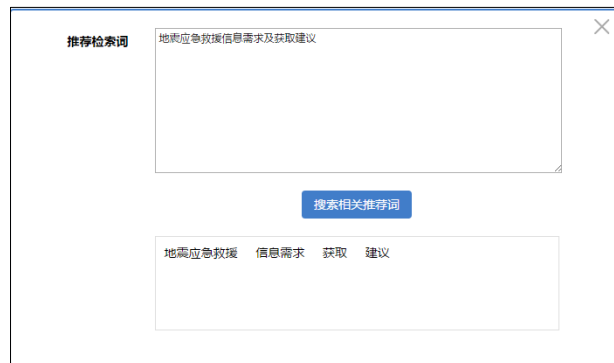 推荐检索词
地震应急救援信息需求及获取建议
搜索相关推荐词
地震应急救援 信息需求 获取 建议